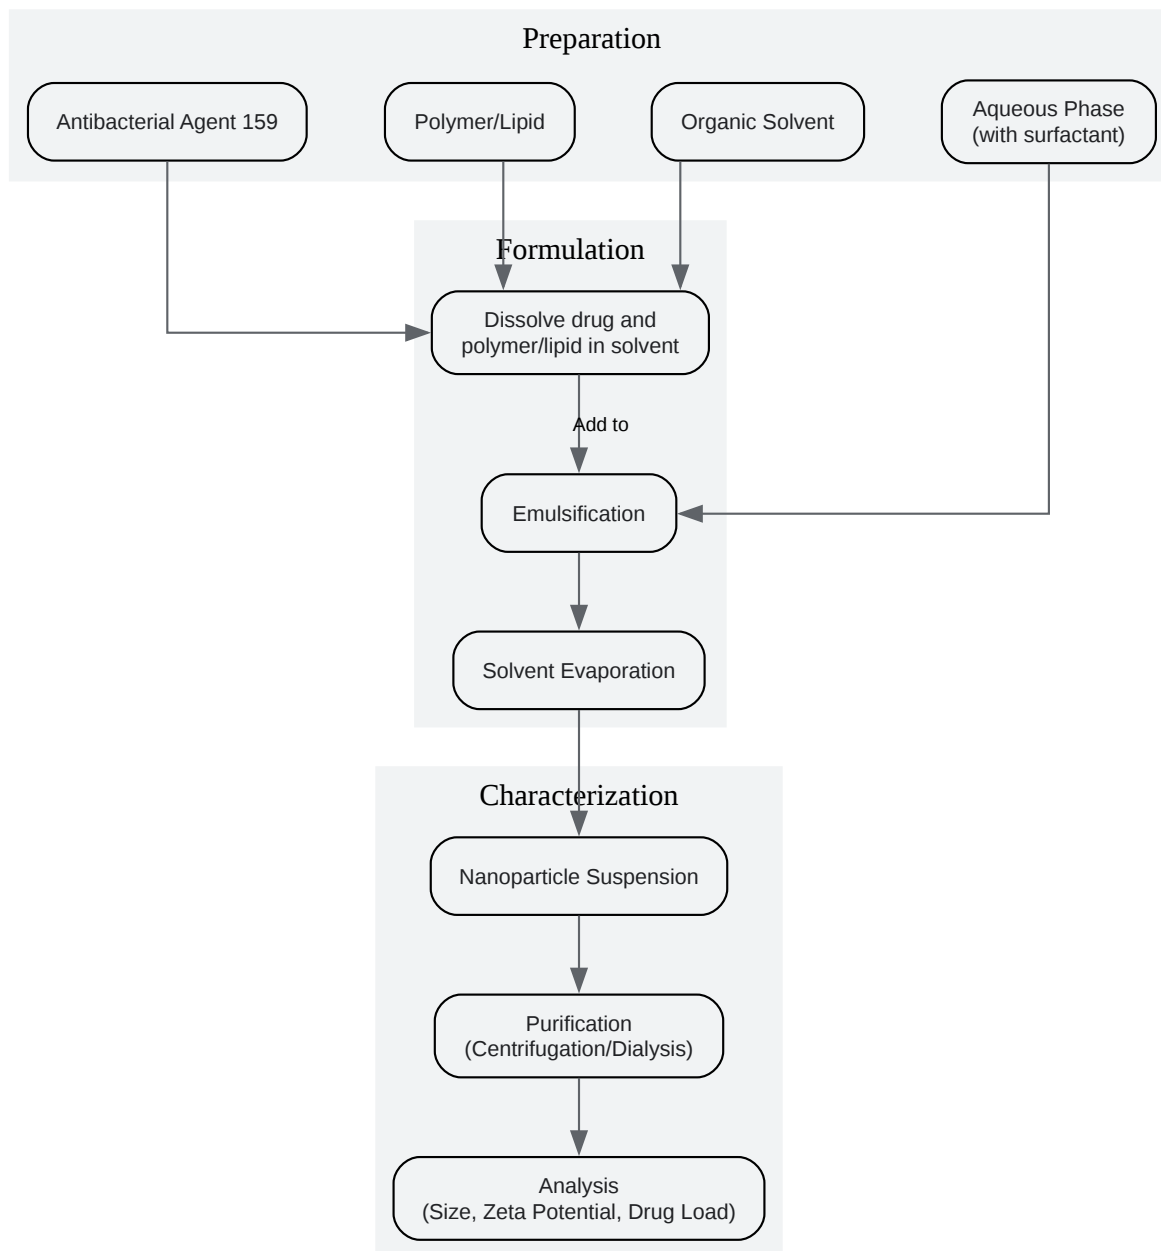 Preparation
Antibacterial Agent 159
Polymer/Lipid
Organic Solvent
Aqueous Phase
(with surfactant)
Formulation
Dissolve drug and
polymer/lipid in solvent
Add to
Emulsification
Solvent Evaporation
Characterization
Nanoparticle Suspension
Purification
(Centrifugation/Dialysis)
Analysis
(Size, Zeta Potential, Drug Load)